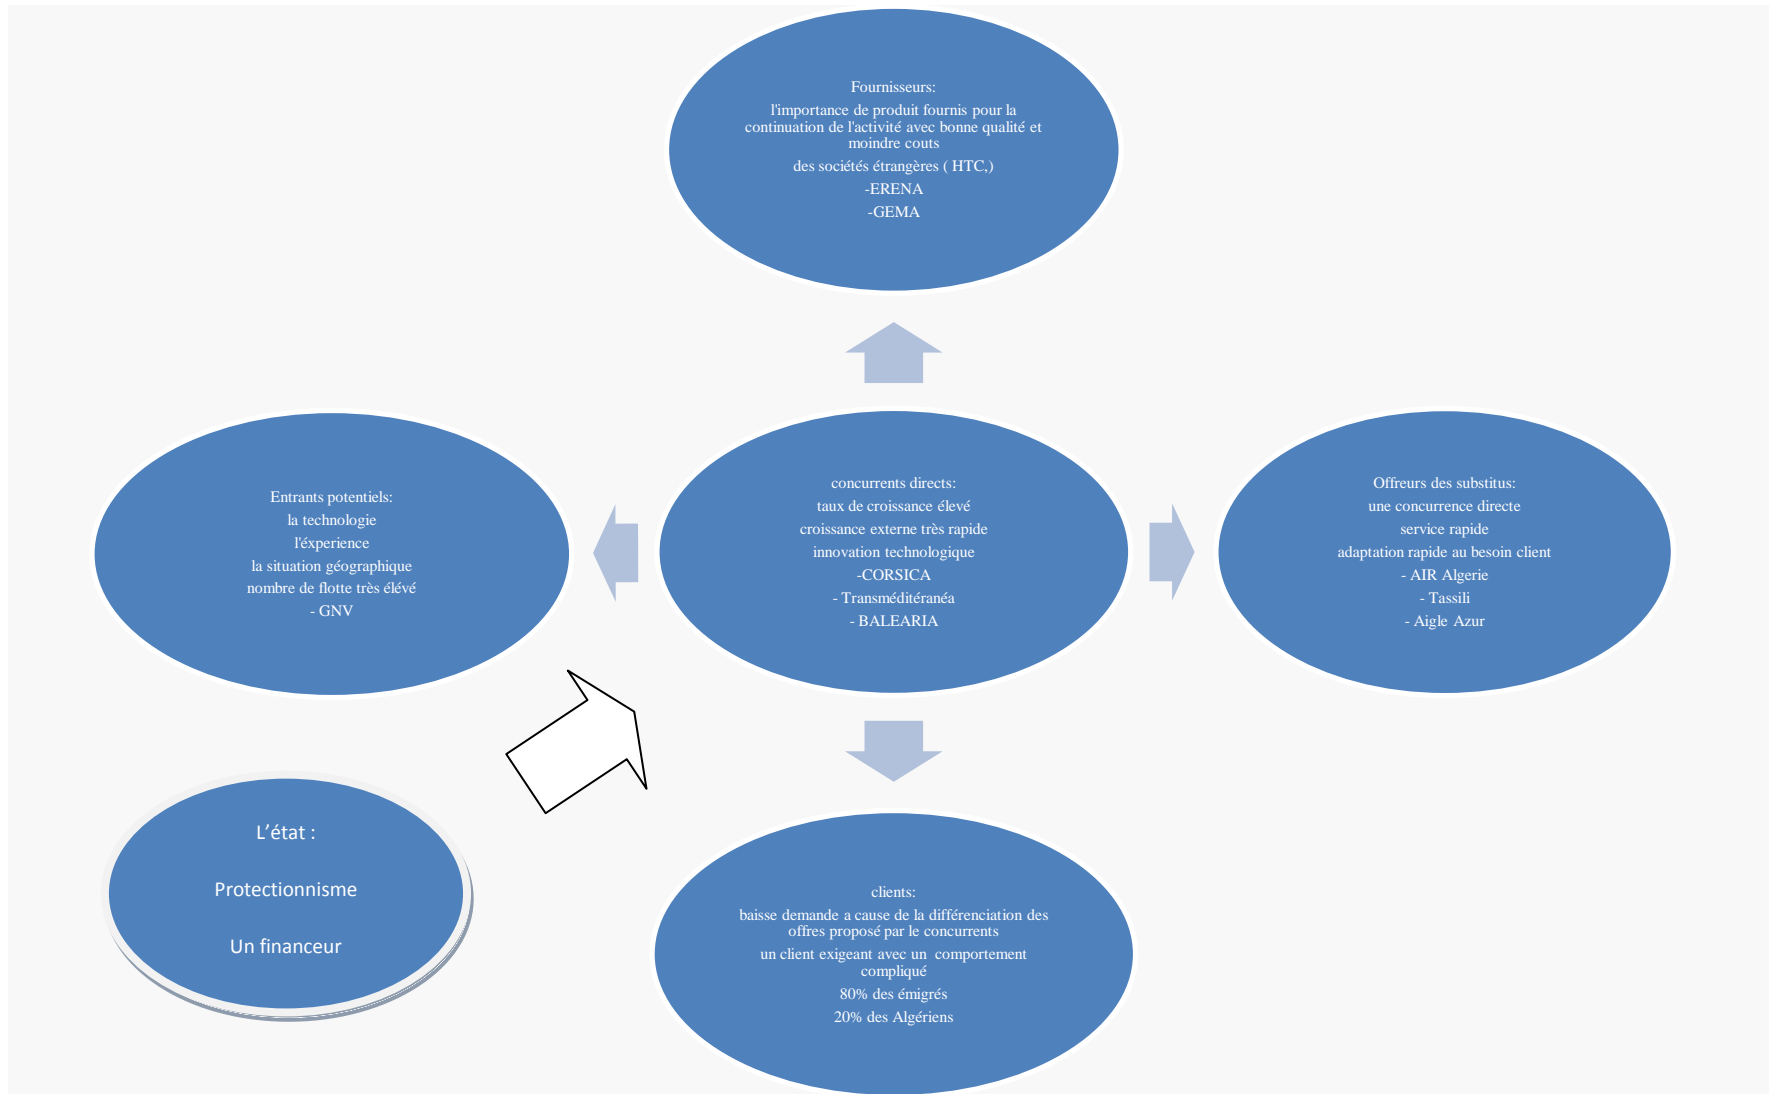 Fournisseurs:
l'importance de produit fournis pour la
continuation de l'activité avec bonne qualité et
moindre couts
des sociétés étrangères ( HTC,)
-ERENA
-GEMA
Entrants potentiels:
la technologie
l'éxperience
la situation géographique
nombre de flotte très élévé
- GNV
concurrents directs:
taux de croissance élevé
croissance externe très rapide
innovation technologique
-CORSICA
- Transméditéranéa
- BALEARIA
Offreurs des substitus:
une concurrence directe
service rapide
adaptation rapide au besoin client
- AIR Algerie
- Tassili
- Aigle Azur
L'état :
Protectionnisme
Un financeur
clients:
baisse demande a cause de la différenciation des
offres proposé par le concurrents
un client exigeant avec un comportement
compliqué
80% des émigrés
20% des Algériens